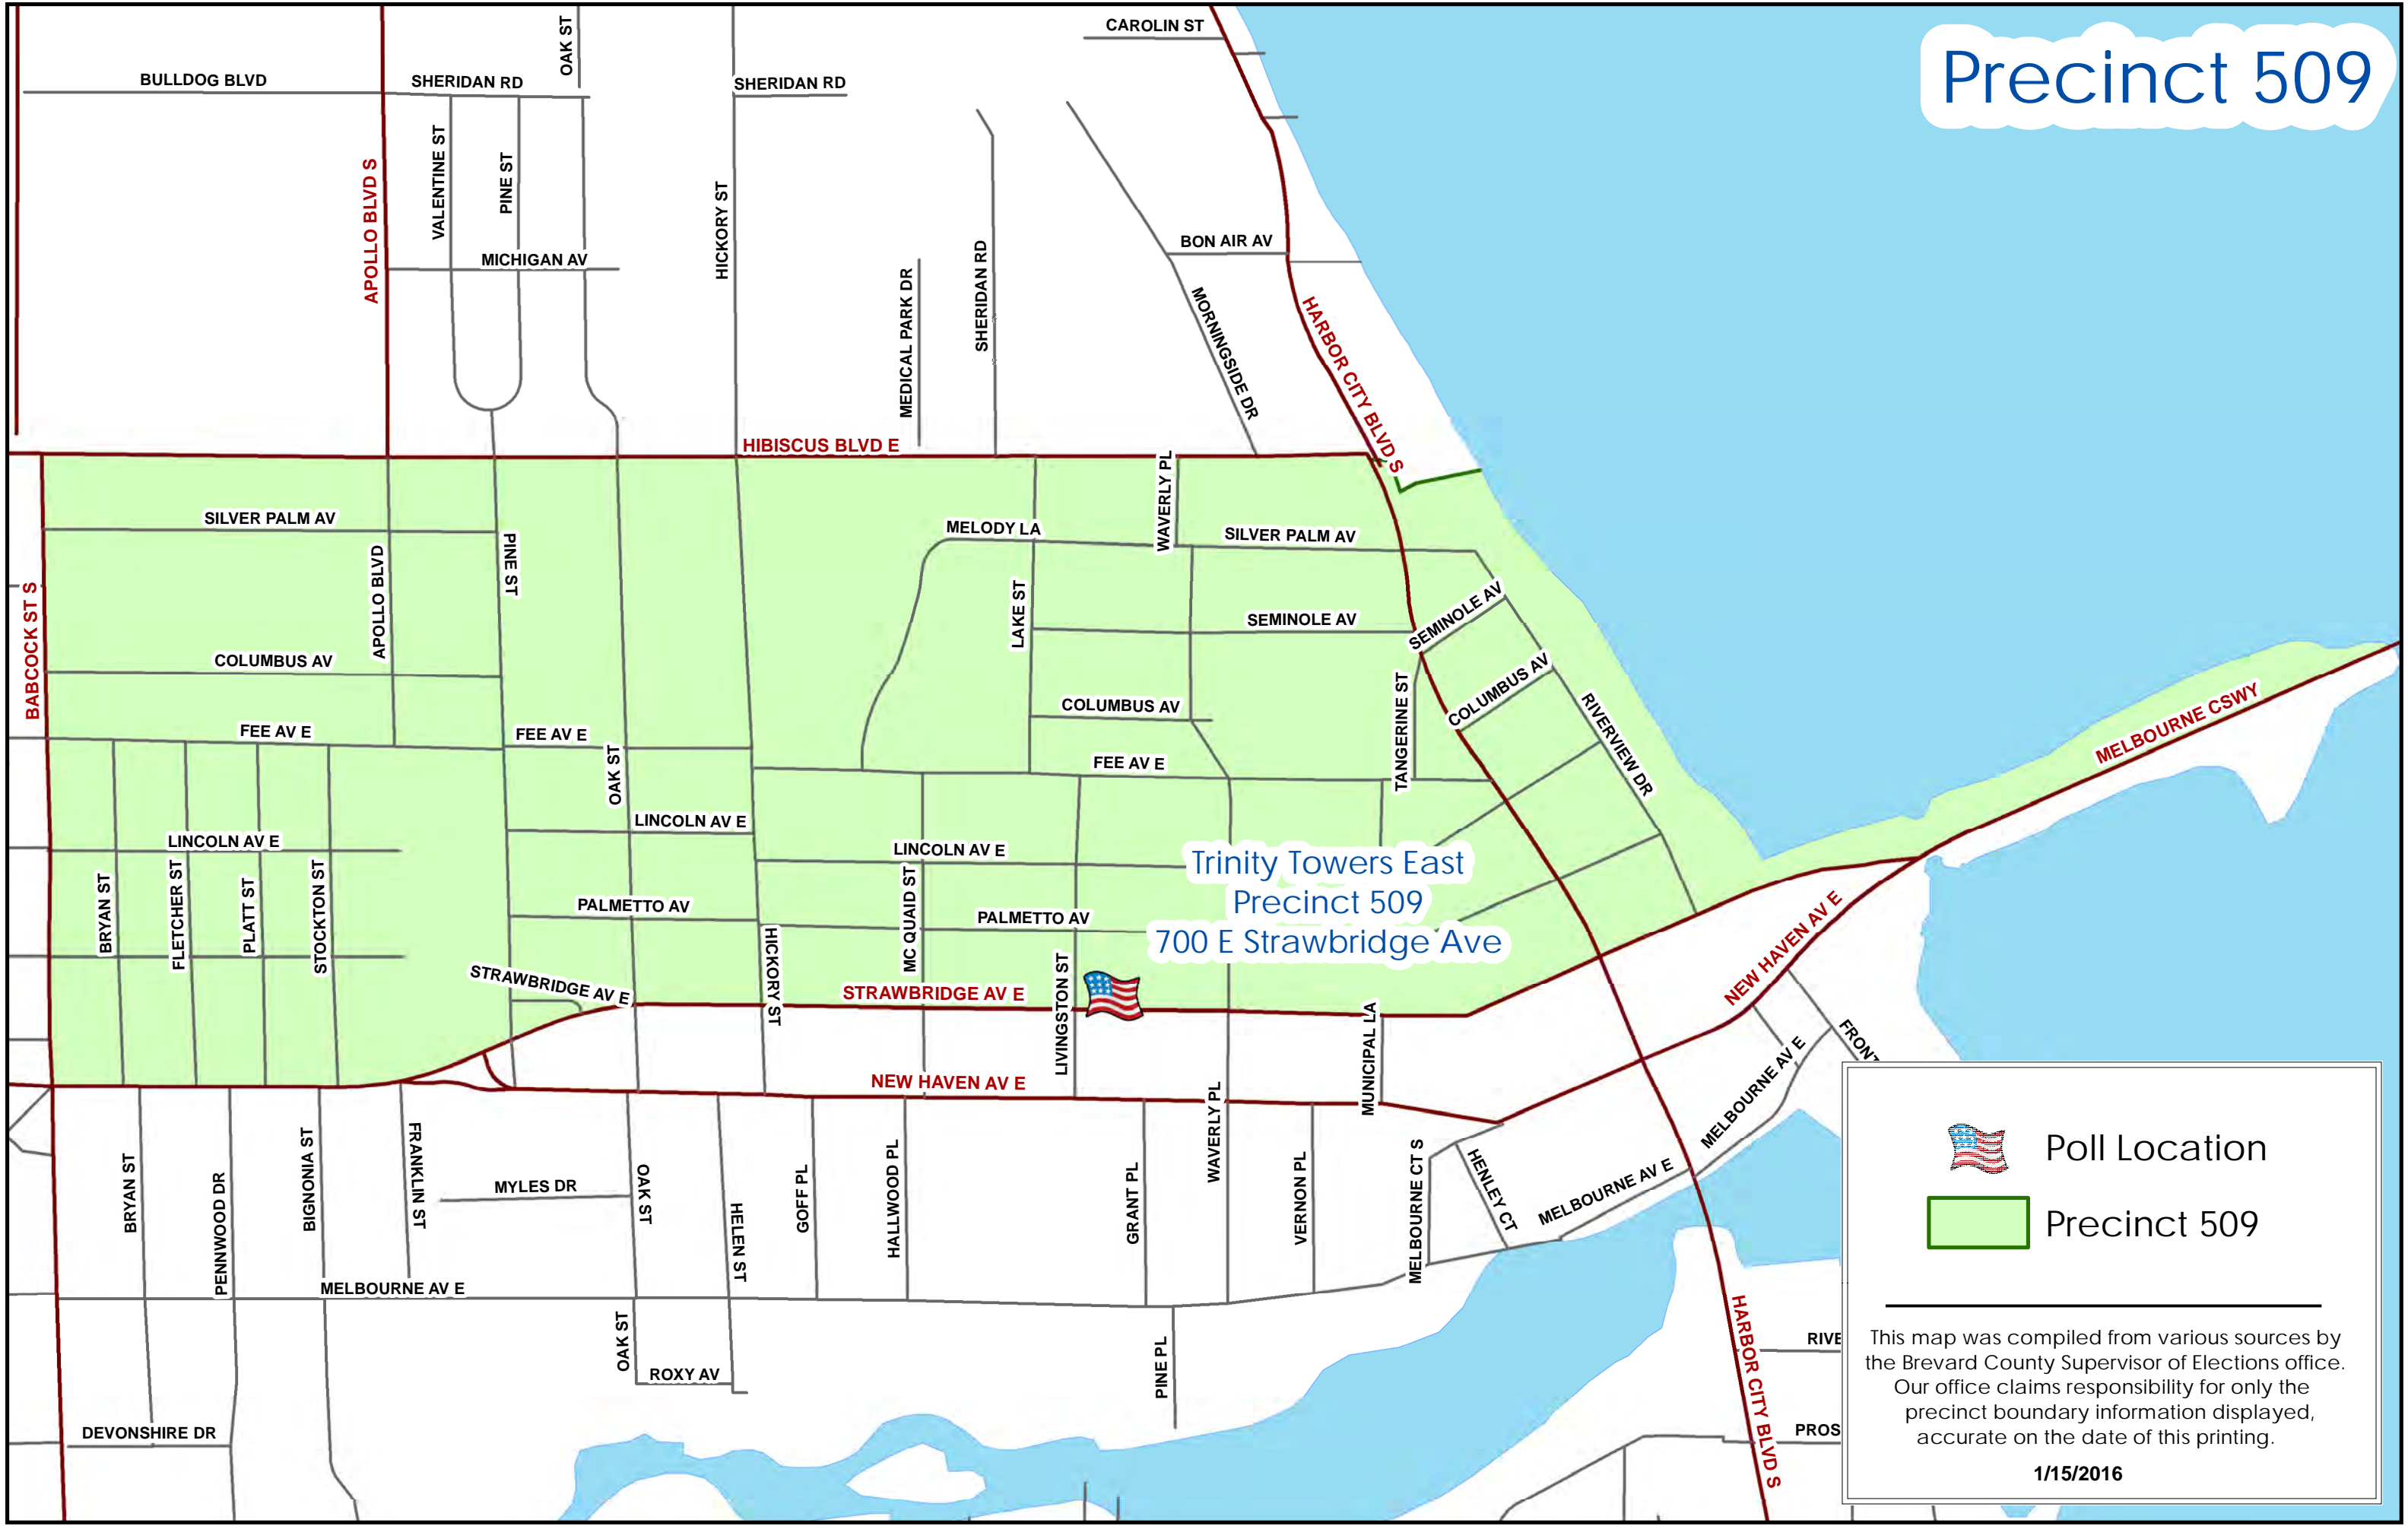 CAROLIN ST
OAK ST
Precinct 509
BULLDOG BLVD
SHERIDAN RD
SHERIDAN RD
VALENTINE ST
PINE ST
APOLLO BLVD S
HICKORY ST
MICHIGAN AV
BON AIR AV
SHERIDAN RD
MEDICAL PARK DR
MORNINGSIDE DR
HARBOR CITY BLVD S
HIBISCUS BLVD E
WAVERLY PL
SILVER PALM AV
MELODY LA
SILVER PALM AV
PINE ST
APOLLO BLVD
LAKE ST
BABCOCK ST S
SEMINOLE AV
SEMINOLE AV
COLUMBUS AV
COLUMBUS AV
COLUMBUS AV
TANGERINE ST
RIVERVIEW DR
MELBOURNE CSWY
FEE AV E
FEE AV E
FEE AV E
OAK ST
LINCOLN AV E
LINCOLN AV E
LINCOLN AV E
Trinity Towers East
Precinct 509
700 E Strawbridge Ave
BRYAN ST
FLETCHER ST
PLATT ST
STOCKTON ST
PALMETTO AV
PALMETTO AV
MC QUAID ST
HICKORY ST
LIVINGSTON ST
STRAWBRIDGE AV E
STRAWBRIDGE AV E
NEW HAVEN AV E
MUNICIPAL LA
FRONT
MELBOURNE AV E
NEW HAVEN AV E
WAVERLY PL
BRYAN ST
PENNWOOD DR
BIGNONIA ST
FRANKLIN ST
MYLES DR
OAK ST
HELEN ST
GOFF PL
HALLWOOD PL
GRANT PL
VERNON PL
MELBOURNE CT S
HENLEY CT
MELBOURNE AV E
MELBOURNE AV E
OAK ST
ROXY AV
PINE PL
DEVONSHIRE DR
HARBOR CITY BLVD S
RIVE
PROS
Poll Location
Precinct 509
This map was compiled from various sources by
the Brevard County Supervisor of Elections office.
Our office claims responsibility for only the
precinct boundary information displayed,
accurate on the date of this printing.
1/15/2016